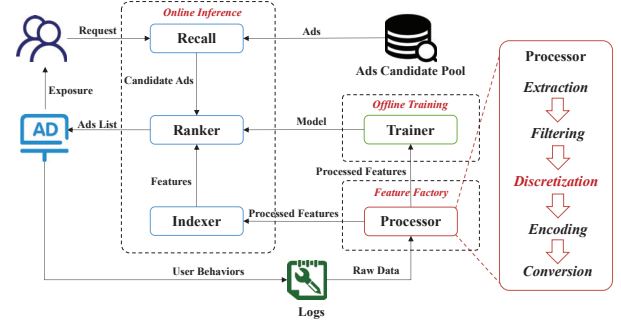 Online Inference
Request
Recall
Ads
Ads Candidate Pool
Candidate Ads
Exposure
AD
Ads List
Ranker
Model
Offline Training
Trainer
Features
Processed Features
Feature Factory
Indexer
Processed Features
Processor
User Behaviors
Raw Data
Logs
Processor
Extraction
Filtering
Discretization
Encoding
Conversion